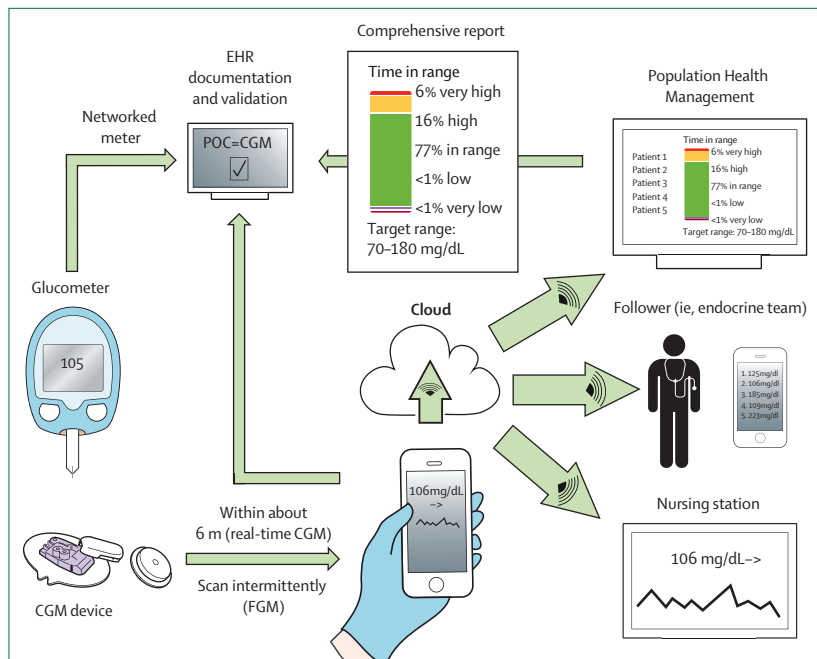 Comprehensive report
EHR
documentation
and validation
Networked
meter
POC=CGM
Time in range
6% very high
16% high
77% in range
<1% low
<1% very low
Target range:
70–180 mg/dL
Population Health
Management
Time in range
Patient 1
Patient 2
Patient 3
Patient 4
Patient 5
6% very high
16% high
77% in range
<1% low
<1% very low
Target range: 70–180 mg/dL
Glucometer
105
Cloud
Follower (ie, endocrine team)
1. 125mg/dl
2. 106mg/dl
3. 185mg/dl
4. 109mg/dl
5. 223mg/dl
106mg/dL
–>
Nursing station
106 mg/dL–>
Within about
6 m (real-time CGM)
Scan intermittently
(FGM)
CGM device